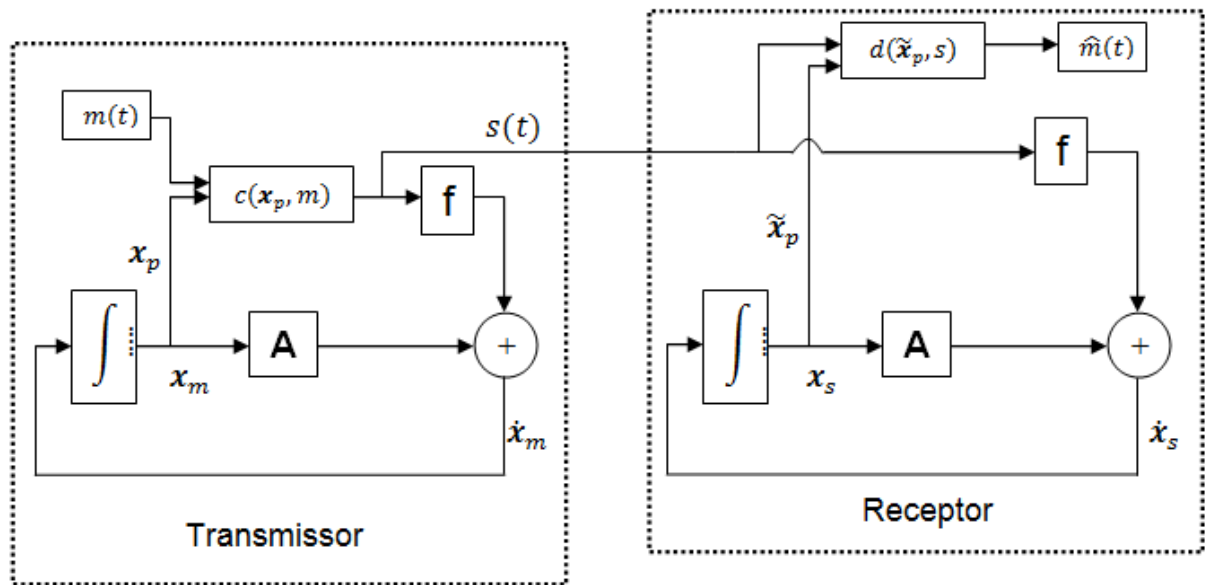 m(t)
c(𝒙ₚ, m)
s(t)
f
𝒙ₚ
∫
𝒙ₘ
A
+
𝒙̇ₘ
Transmissor
d(𝒙̃ₚ, s)
m̂(t)
f
𝒙̃ₚ
∫
𝒙ₛ
A
+
𝒙̇ₛ
Receptor